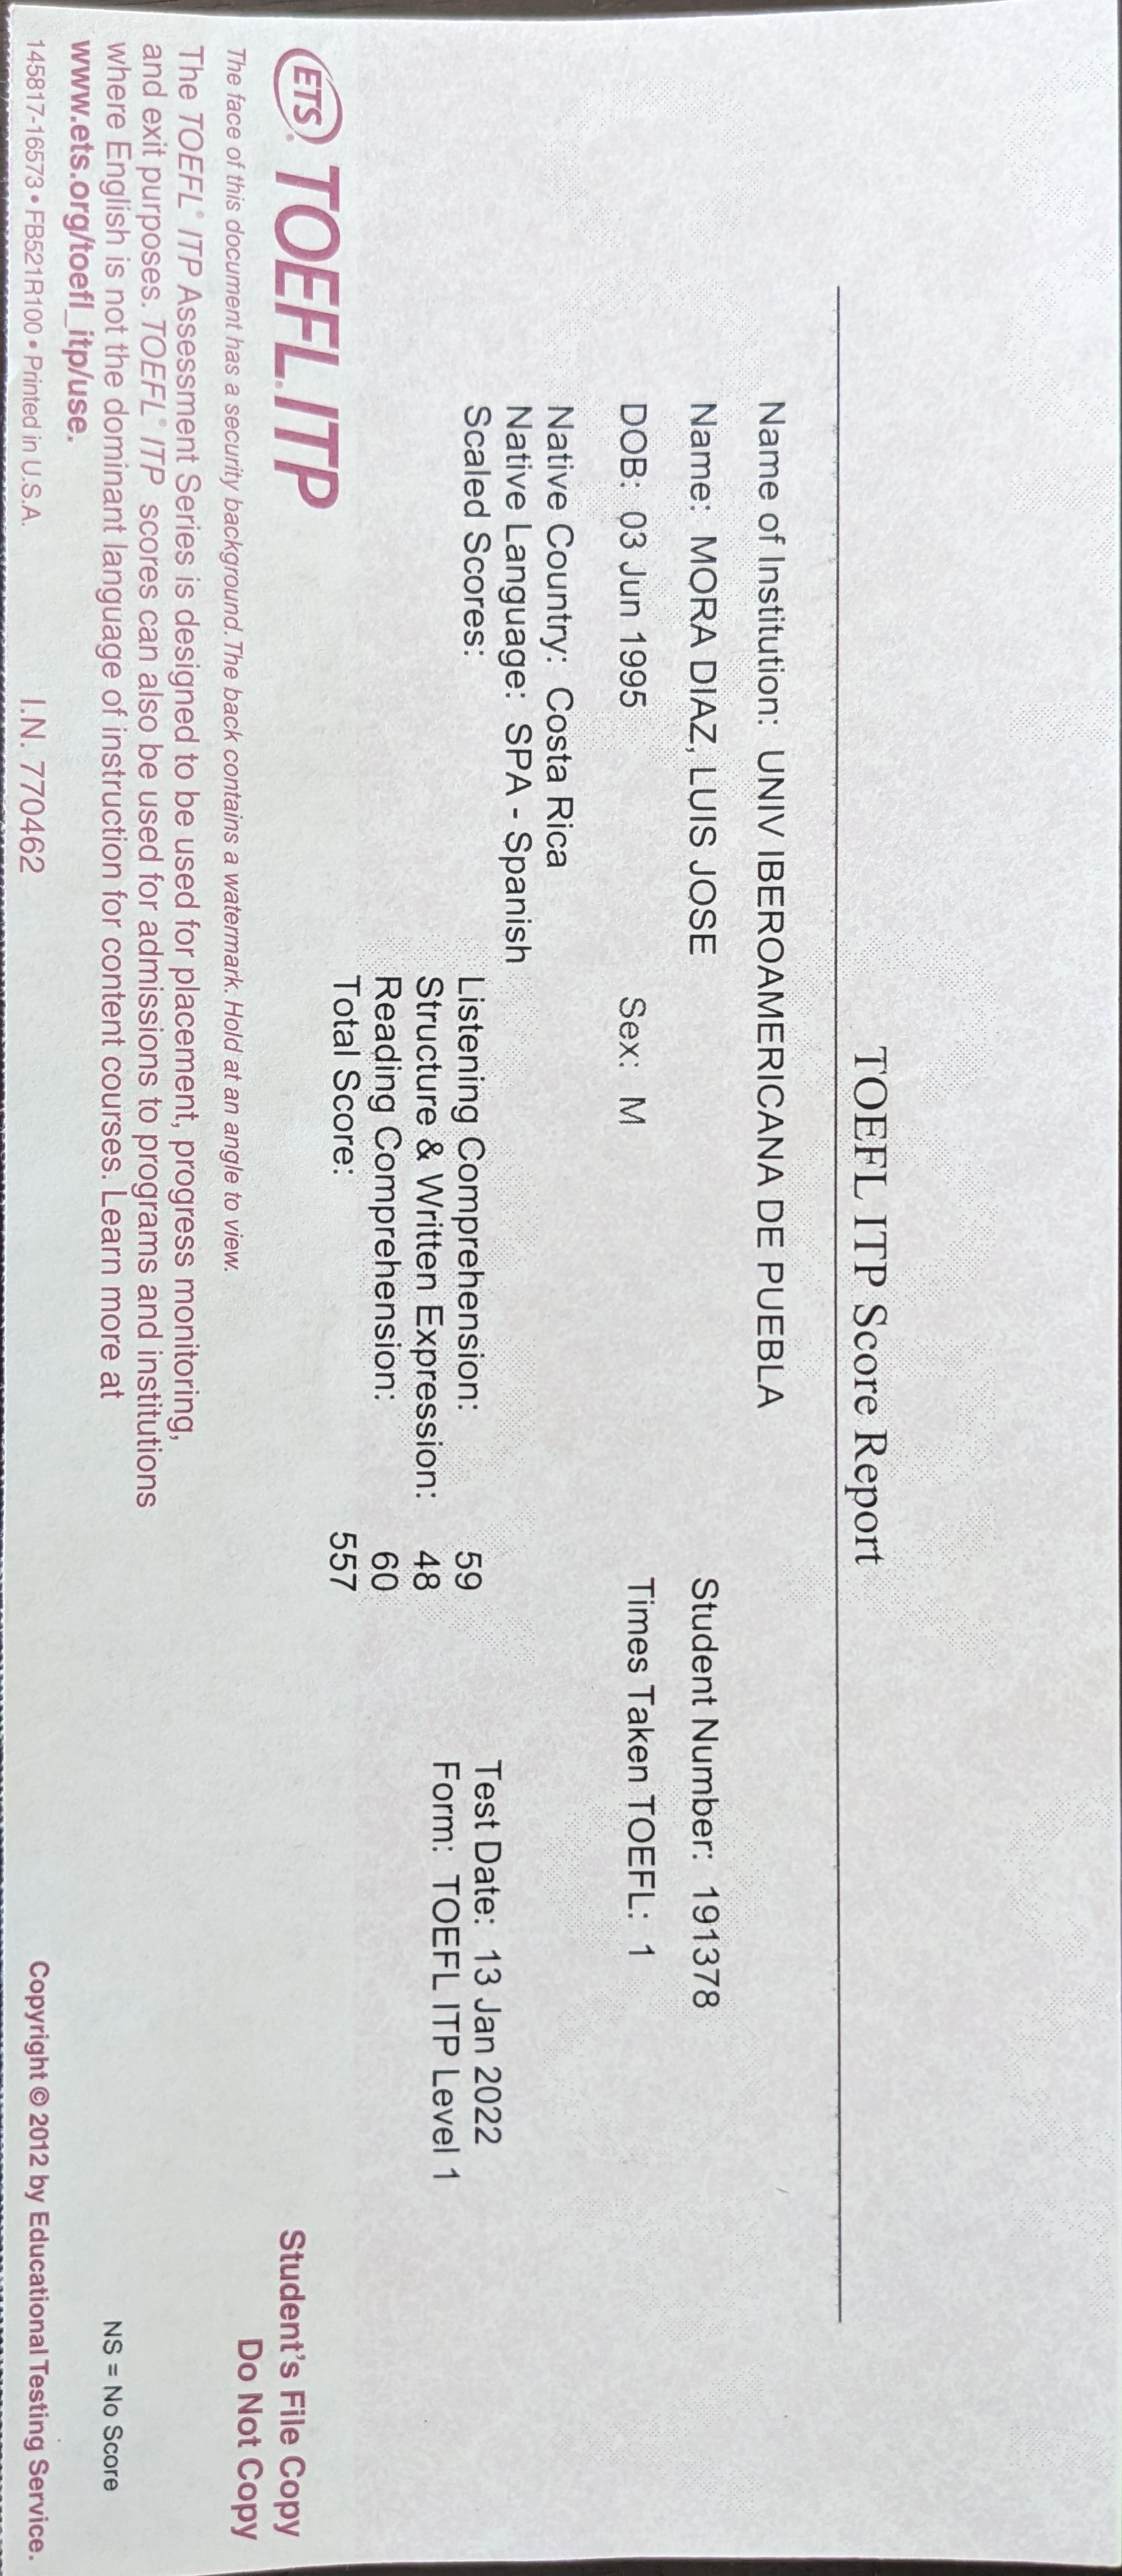 TOEFL ITP Score Report
Name of Institution: UNIV IBEROAMERICANA DE PUEBLA
Name: MORA DIAZ, LUIS JOSE
Student Number: 191378
DOB: 03 Jun 1995 Sex: M
Times Taken TOEFL: 1
Native Country: Costa Rica
Native Language: SPA - Spanish
Scaled Scores:
Listening Comprehension: 59
Structure & Written Expression: 48
Reading Comprehension: 60
Total Score: 557
Test Date: 13 Jan 2022
Form: TOEFL ITP Level 1
ETS® TOEFL®ITP
Student's File Copy
Do Not Copy
The face of this document has a security background. The back contains a watermark. Hold at an angle to view.
The TOEFL® ITP Assessment Series is designed to be used for placement, progress monitoring,
and exit purposes. TOEFL® ITP scores can also be used for admissions to programs and institutions
where English is not the dominant language of instruction for content courses. Learn more at
www.ets.org/toefl_itp/use.
NS = No Score
145817-16573 • FB521R100 • Printed in U.S.A. I.N. 770462
Copyright © 2012 by Educational Testing Service.